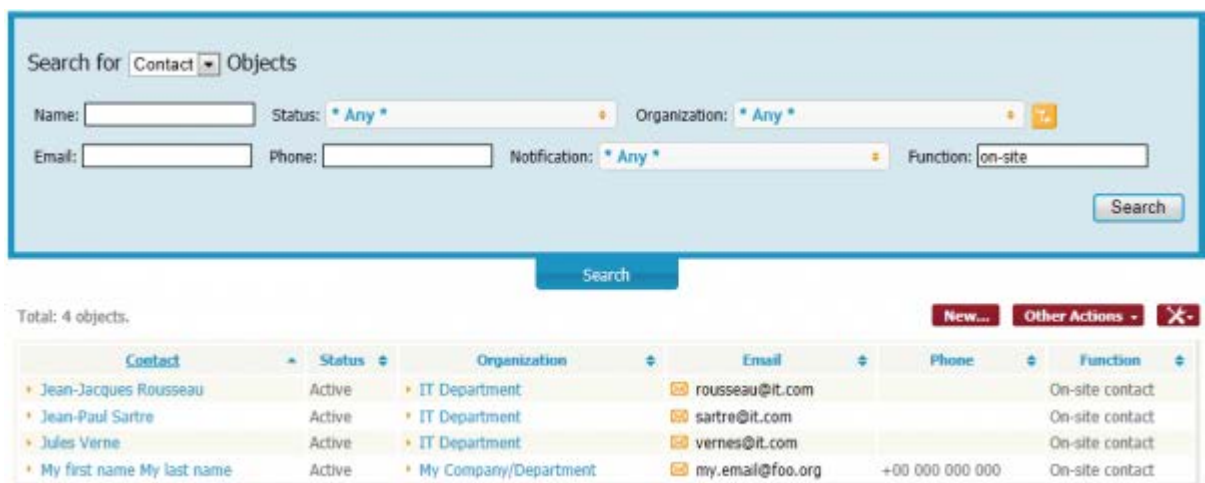 Search for Contact Objects
Name: Status: * Any * Organization: * Any *
Email: Phone: Notification: * Any * Function: on-site
Search
Search
Total: 4 objects. New... Other Actions
Contact Status Organization Email Phone Function
Jean-Jacques Rousseau Active IT Department rousseau@it.com On-site contact
Jean-Paul Sartre Active IT Department sartre@it.com On-site contact
Jules Verne Active IT Department vernes@it.com On-site contact
My first name My last name Active My Company/Department my.email@foo.org +00 000 000 000 On-site contact